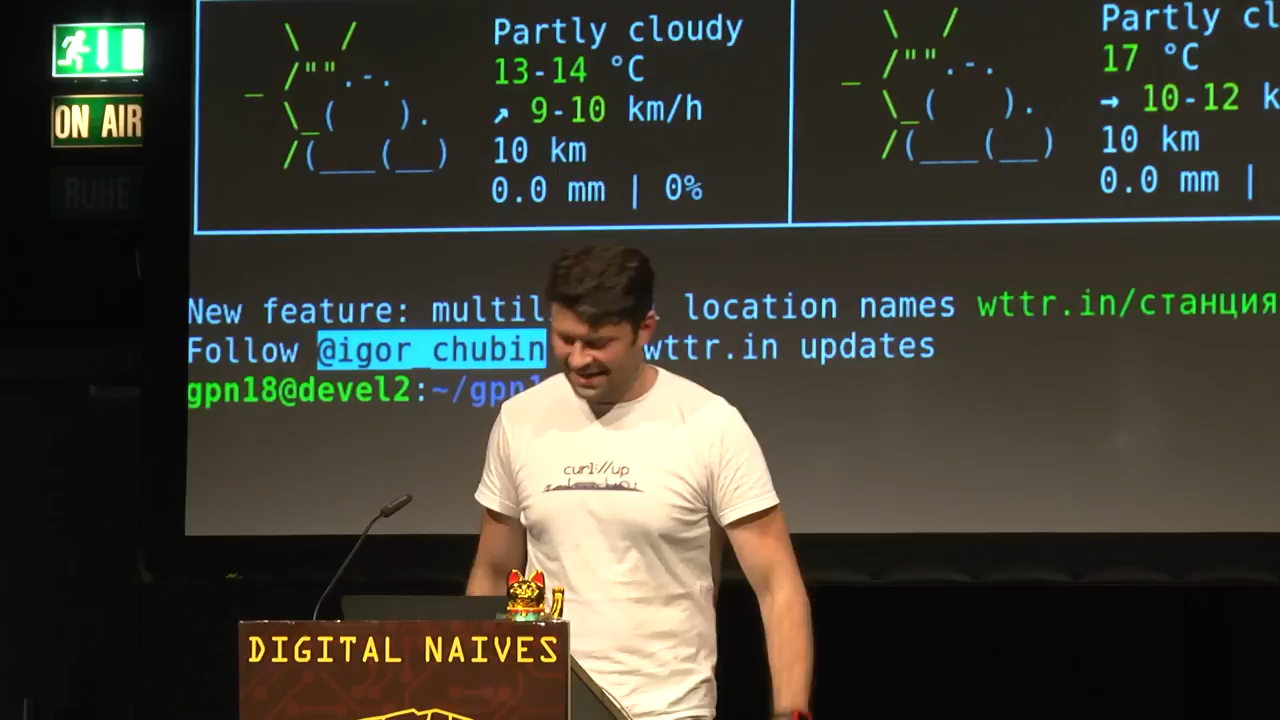 Partly cloudy
13-14 °C
↗ 9-10 km/h
10 km
0.0 mm | 0%
Partly cl
17 °C
→ 10-12 k
10 km
0.0 mm |
ON AIR
RUHE
New feature: multil location names wttr.in/станция
Follow @igor_chubin wttr.in updates
gpn18@devel2:~/gpn1
curl://up
DIGITAL NAIVES